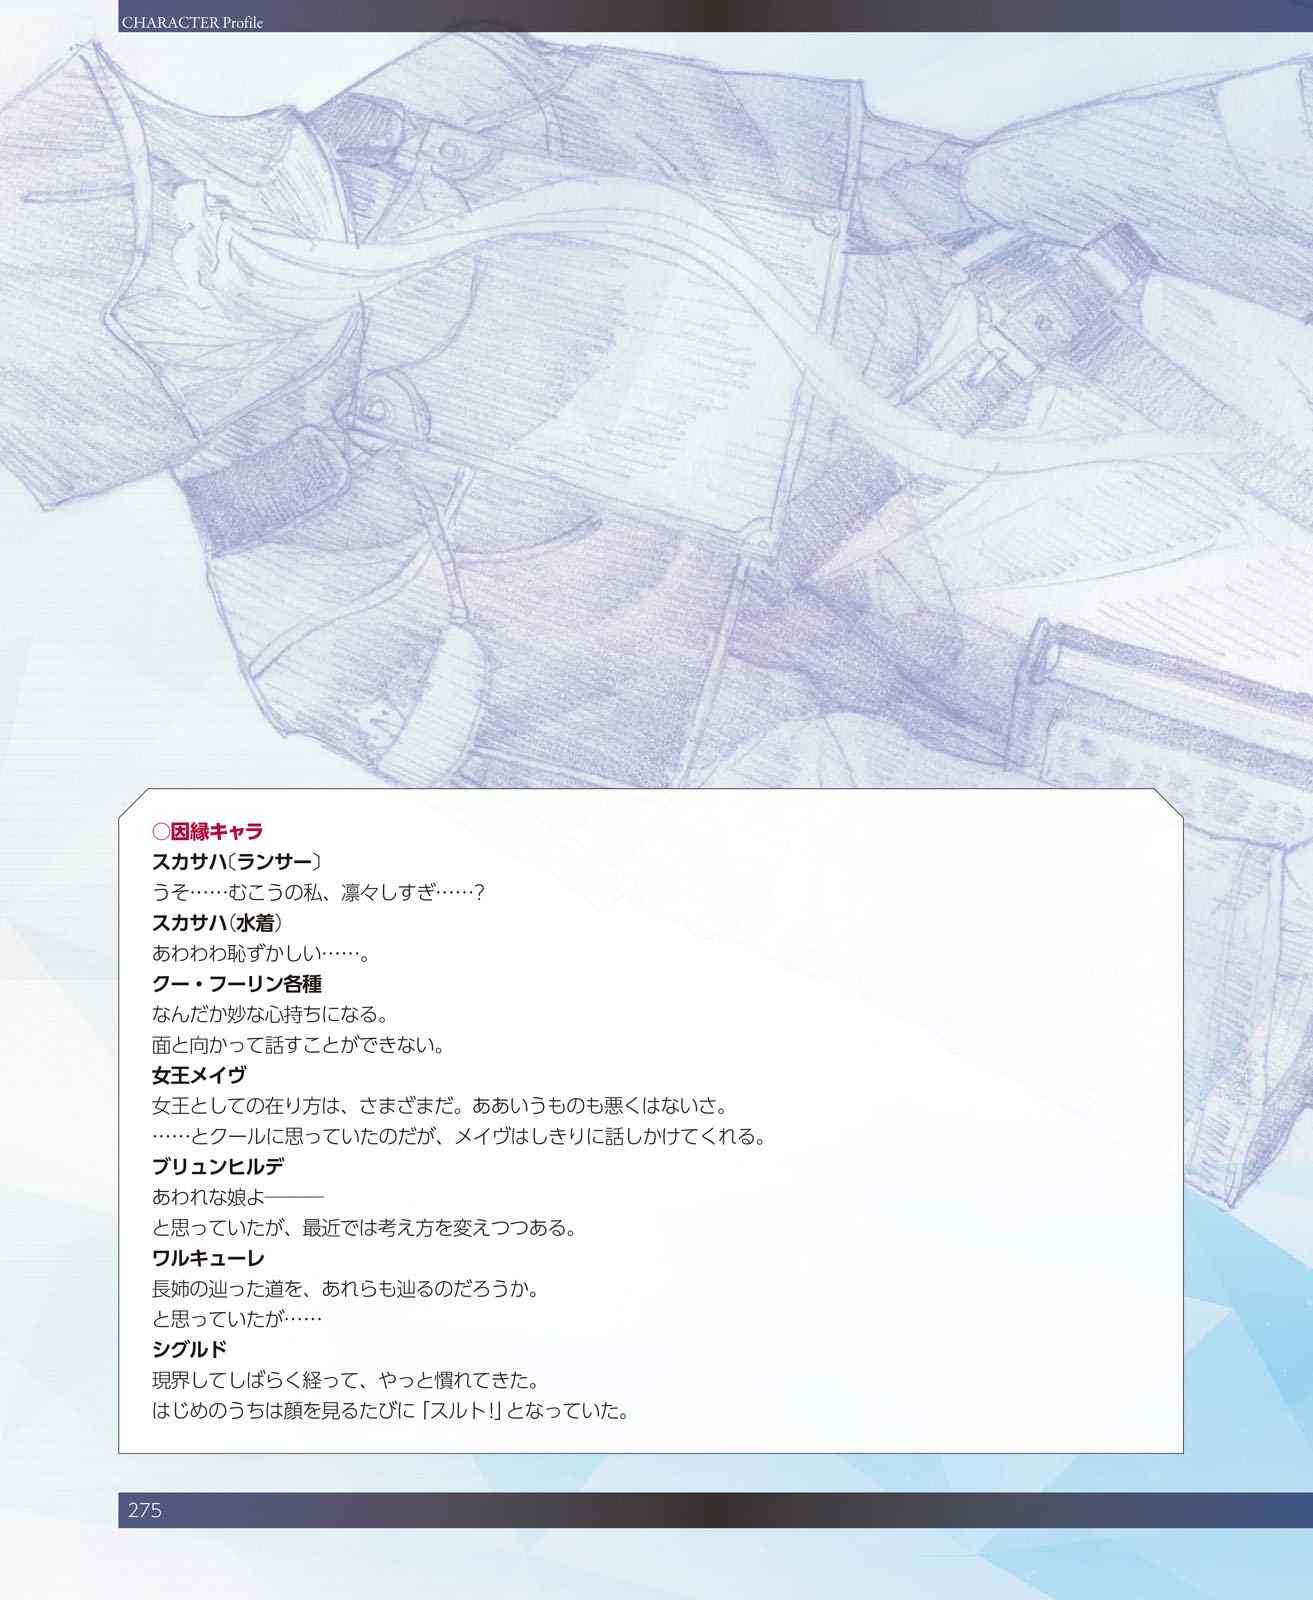 CHARACTER Profile
○因縁キャラ
スカサハ〔ランサー〕
うそ……むこうの私、凛々しすぎ……？
スカサハ（水着）
あわわわ恥ずかしい……。
クー・フーリン各種
なんだか妙な心持ちになる。
面と向かって話すことができない。
女王メイヴ
女王としての在り方は、さまざまだ。ああいうものも悪くはないさ。
……とクールに思っていたのだが、メイヴはしきりに話しかけてくれる。
ブリュンヒルデ
あわれな娘よ———
と思っていたが、最近では考え方を変えつつある。
ワルキューレ
長姉の辿った道を、あれらも辿るのだろうか。
と思っていたが……
シグルド
現界してしばらく経って、やっと慣れてきた。
はじめのうちは顔を見るたびに「スルト！」となっていた。
275